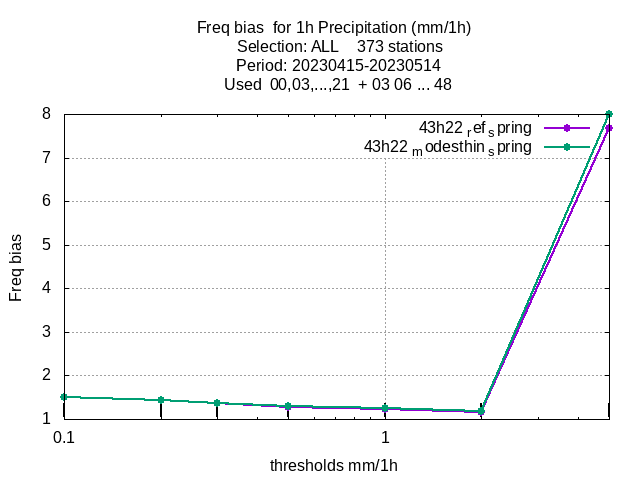 Freq bias  for 1h Precipitation (mm/1h)
Selection: ALL    373 stations
Period: 20230415-20230514
Used  00,03,...,21  + 03 06 ... 48
43h22 ref spring
43h22 modesthin spring
8
7
6
5
4
3
2
1
Freq bias
0.1
1
thresholds mm/1h